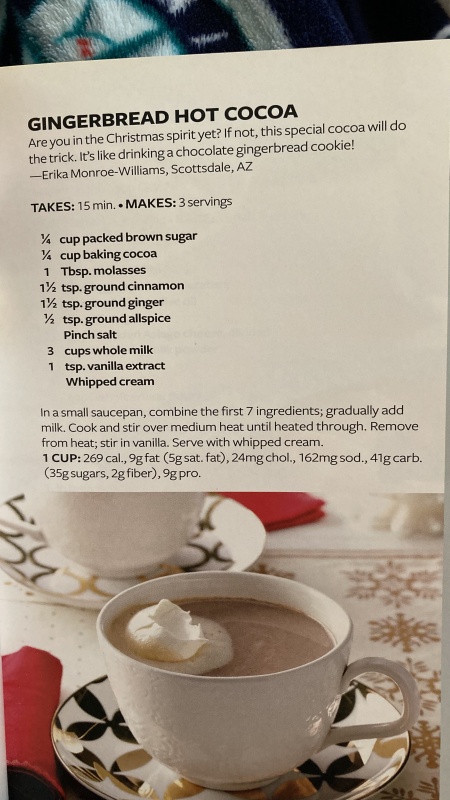 GINGERBREAD HOT COCOA
Are you in the Christmas spirit yet? If not, this special cocoa will do
the trick. It's like drinking a chocolate gingerbread cookie!
—Erika Monroe-Williams, Scottsdale, AZ
TAKES: 15 min. • MAKES: 3 servings
¼ cup packed brown sugar
¼ cup baking cocoa
1 Tbsp. molasses
1½ tsp. ground cinnamon
1½ tsp. ground ginger
½ tsp. ground allspice
Pinch salt
3 cups whole milk
1 tsp. vanilla extract
Whipped cream
In a small saucepan, combine the first 7 ingredients; gradually add
milk. Cook and stir over medium heat until heated through. Remove
from heat; stir in vanilla. Serve with whipped cream.
1 CUP: 269 cal., 9g fat (5g sat. fat), 24mg chol., 162mg sod., 41g carb.
(35g sugars, 2g fiber), 9g pro.